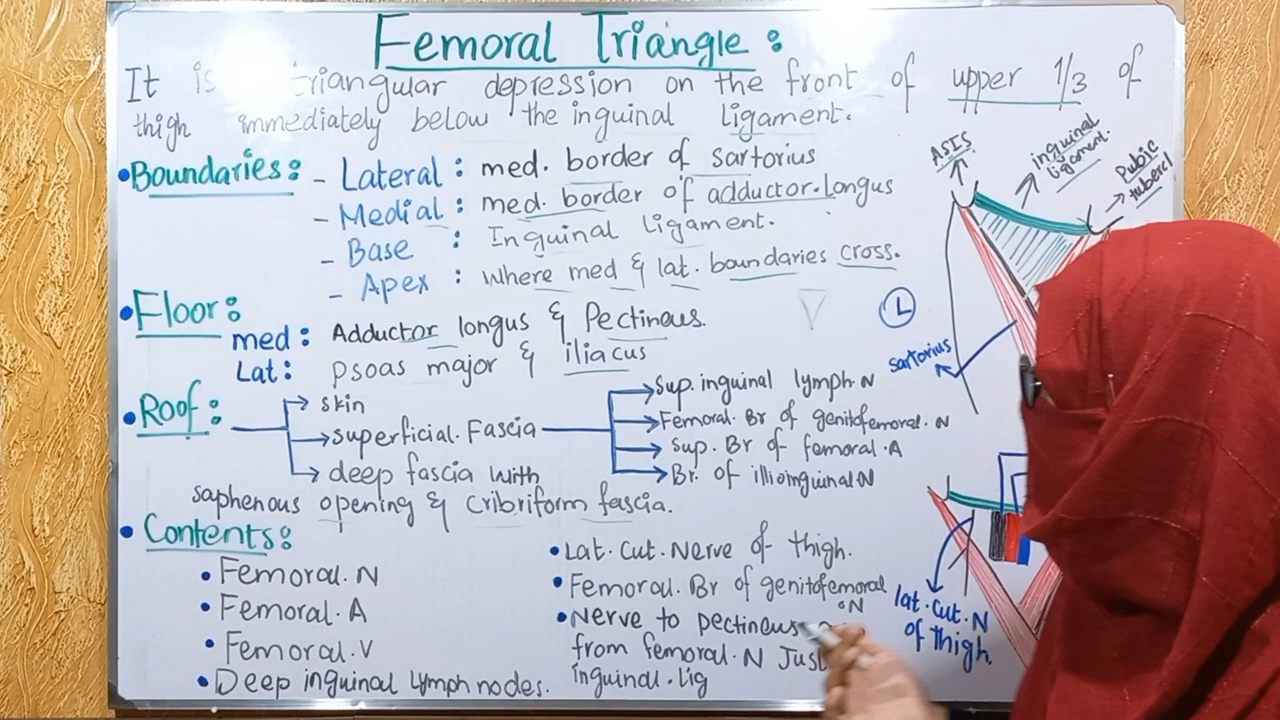 Femoral Triangle:
It is triangular depression on the front of upper 1/3 of
thigh immediately below the inguinal ligament.
• Boundaries: - Lateral : med. border of sartorius
- Medial : med. border of adductor. longus
- Base : Inguinal Ligament.
- Apex : where med & lat. boundaries cross.
• Floor:
med: Adductor longus & Pectineus.
Lat: psoas major & iliacus
• Roof:
skin
superficial. Fascia
deep fascia with
saphenous opening & Cribriform fascia.
Sup. inguinal lymph. N
Femoral. Br of genitofemoral. N
Sup. Br of femoral. A
Br. of illioinguinal. N
• Contents:
• Femoral. N
• Femoral. A
• Femoral. V
• Deep inguinal Lymph nodes.
• Lat. Cut. Nerve of thigh.
• Femoral. Br of genitofemoral
N
• Nerve to pectineus
from femoral. N Just
inguinal. lig
ASIS
inguinal
ligament.
Pubic
tubercl
L
sartorius
lat. cut. N
of thigh.